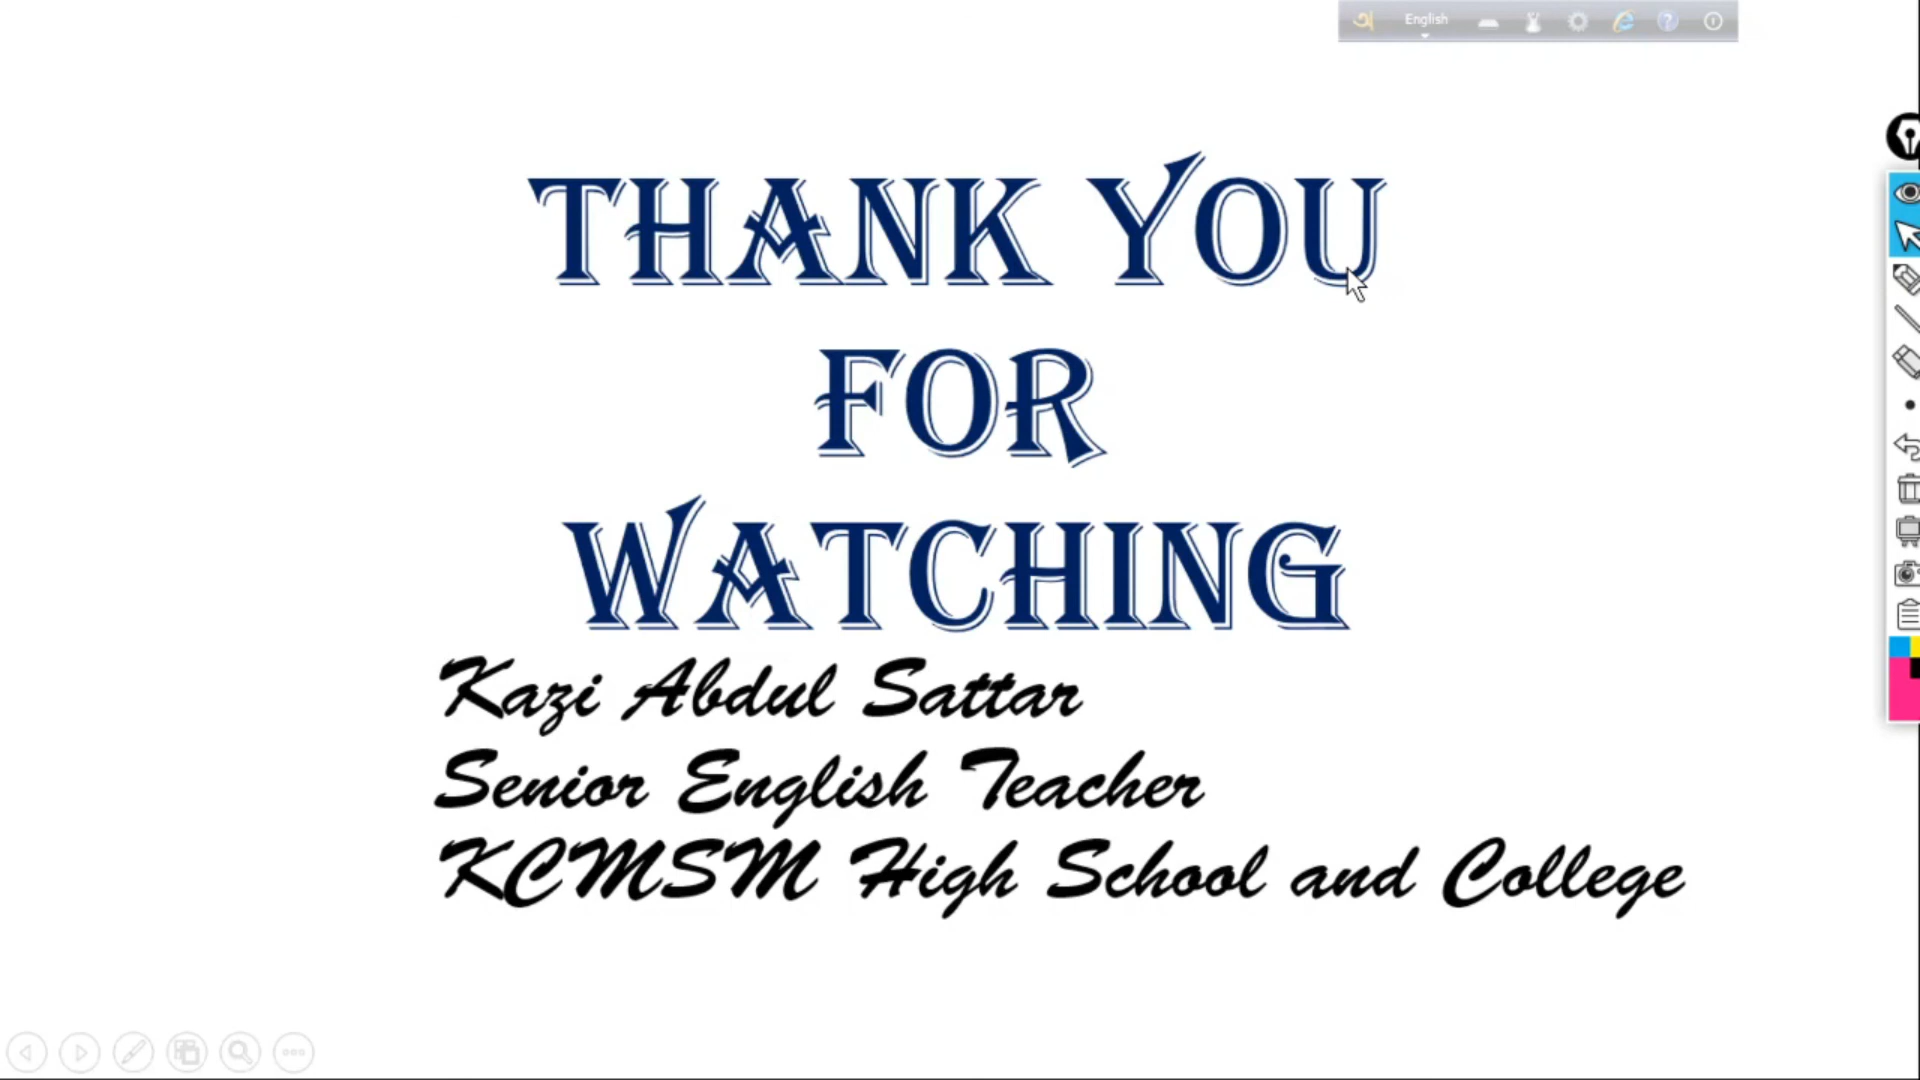 অ English
THANK YOU
FOR
WATCHING
Kazi Abdul Sattar
Senior English Teacher
KCMSM High School and College